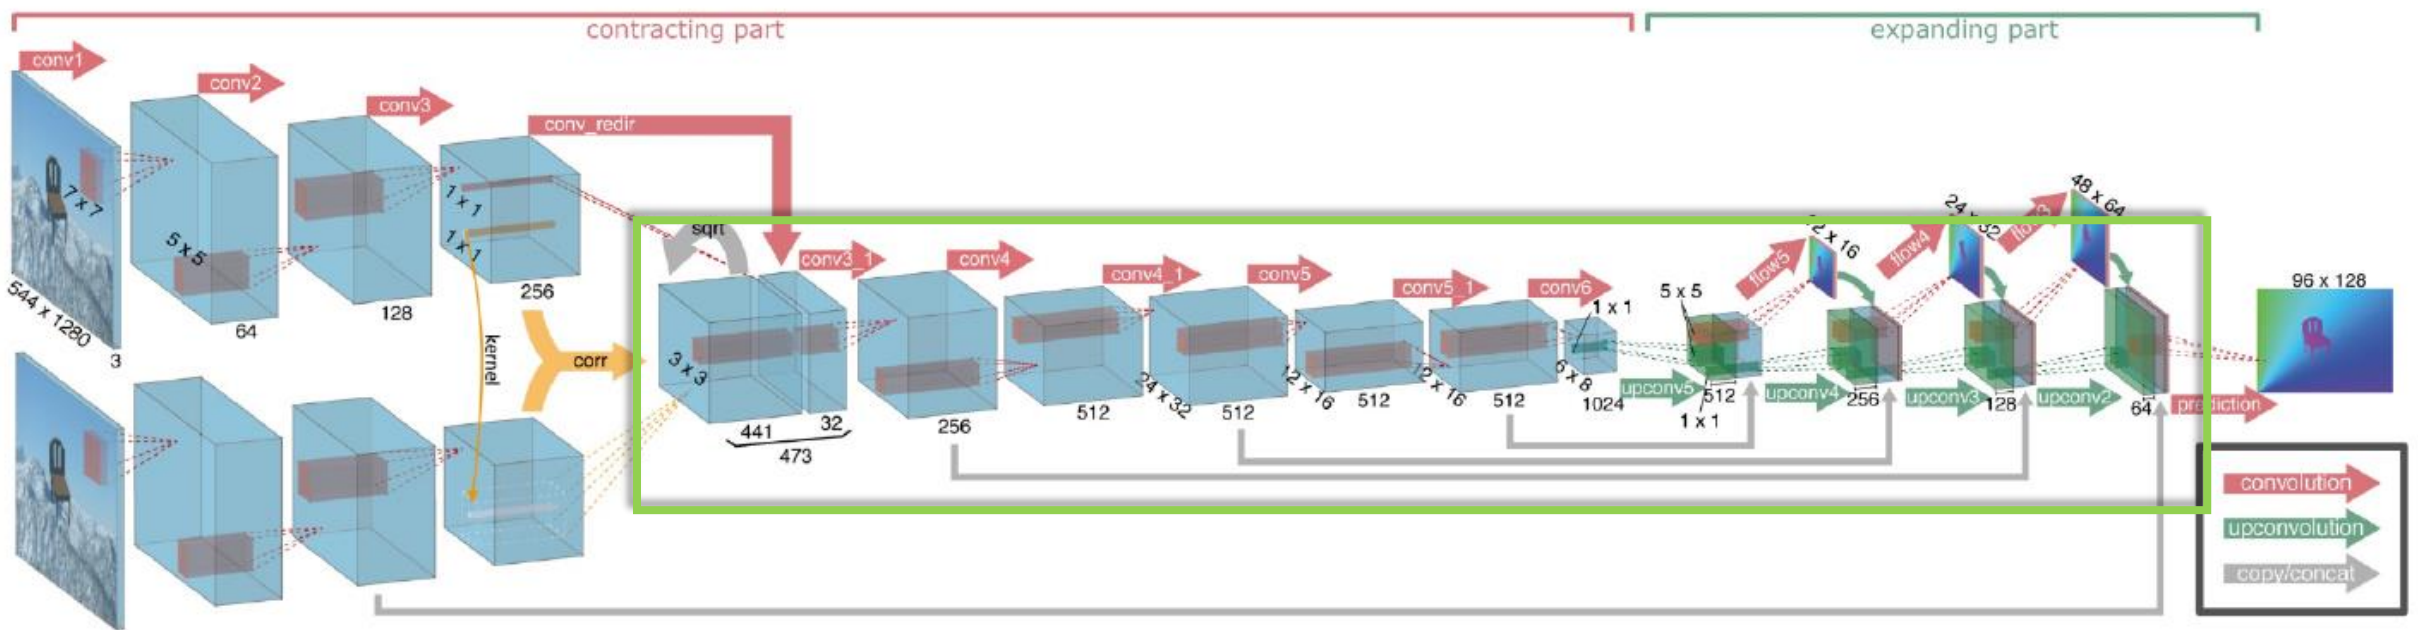 contracting part
expanding part
conv1
conv2
conv3
conv_redir
7 x 7
5 x 5
1 x 1
1 x 1
544 x 1280
3
64
128
256
kernel
corr
sqrt
conv3_1
conv4
conv4_1
conv5
conv5_1
conv6
3 x 3
441
32
473
256
512
24 x 32
512
12 x 16
512
12 x 16
512
1 x 1
6 x 8
1024
5 x 5
upconv5
512
1 x 1
flow5
2 x 16
upconv4
256
flow4
24 x 32
upconv3
128
48 x 64
upconv2
64
prediction
96 x 128
convolution
upconvolution
copy/concat